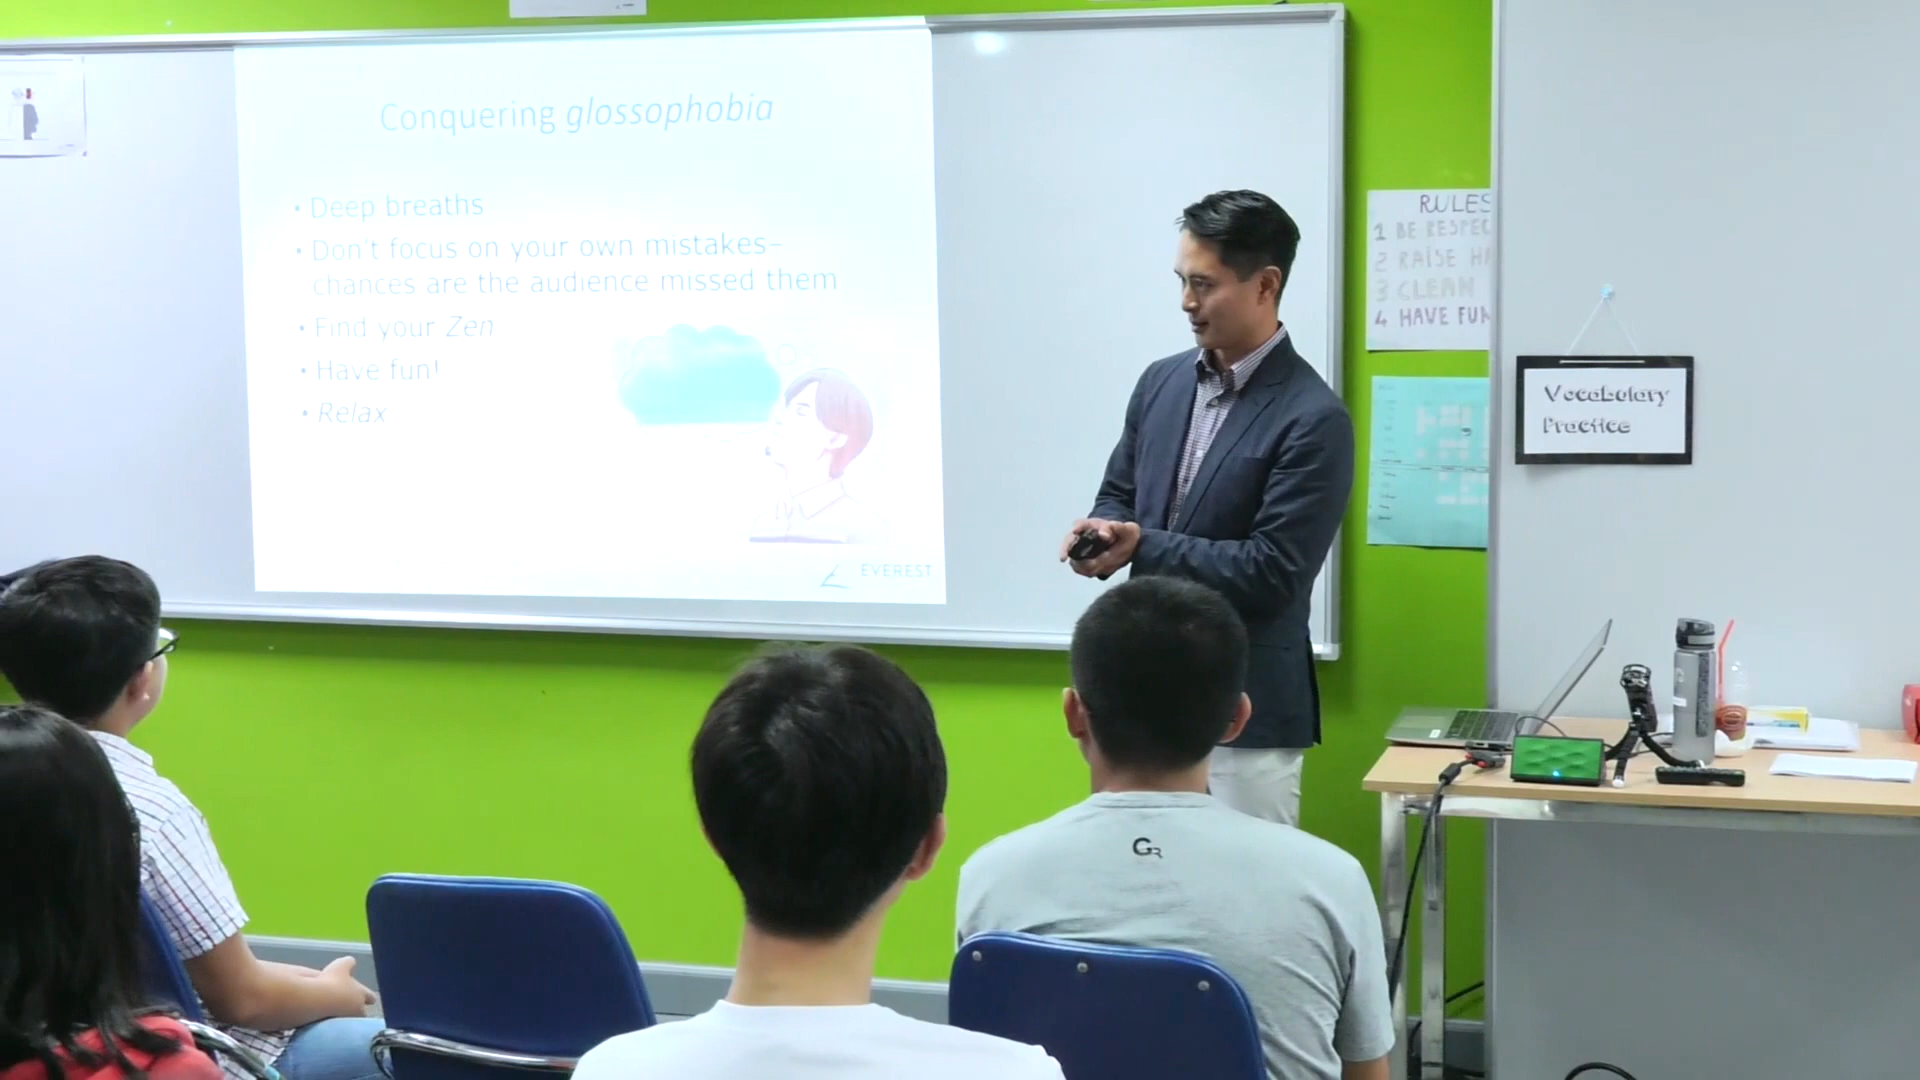 Conquering glossophobia
• Deep breaths
• Don't focus on your own mistakes–
chances are the audience missed them
• Find your Zen
• Have fun!
• Relax
EVEREST
RULES
1 BE RESPEC
2 RAISE H
3 CLEAN
4 HAVE FUN
Vocabulary
Practice
GR